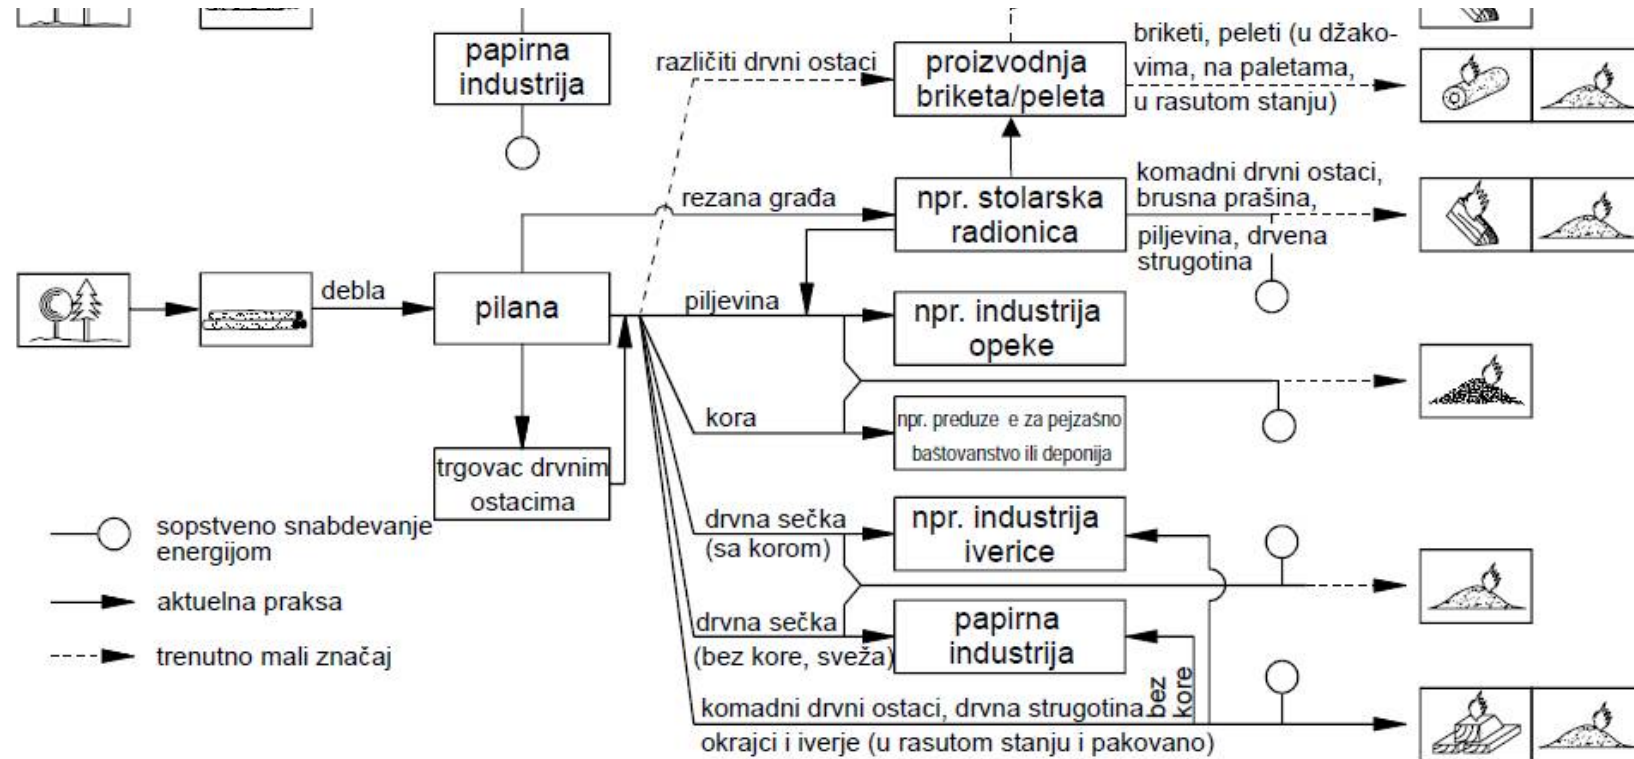 papirna
industrija
različiti drvni ostaci
proizvodnja
briketa/peleta
briketi, peleti (u džako-
vima, na paletama,
u rasutom stanju)
rezana građa
npr. stolarska
radionica
komadni drvni ostaci,
brusna prašina,
piljevina, drvena
strugotina
debla
pilana
piljevina
npr. industrija
opeke
kora
npr. preduze e za pejzašno
baštovanstvo ili deponija
trgovac drvnim
ostacima
drvna sečka
(sa korom)
npr. industrija
iverice
drvna sečka
(bez kore, sveža)
papirna
industrija
bez
kore
komadni drvni ostaci, drvna strugotina
okrajci i iverje (u rasutom stanju i pakovano)
sopstveno snabdevanje
energijom
aktuelna praksa
trenutno mali značaj